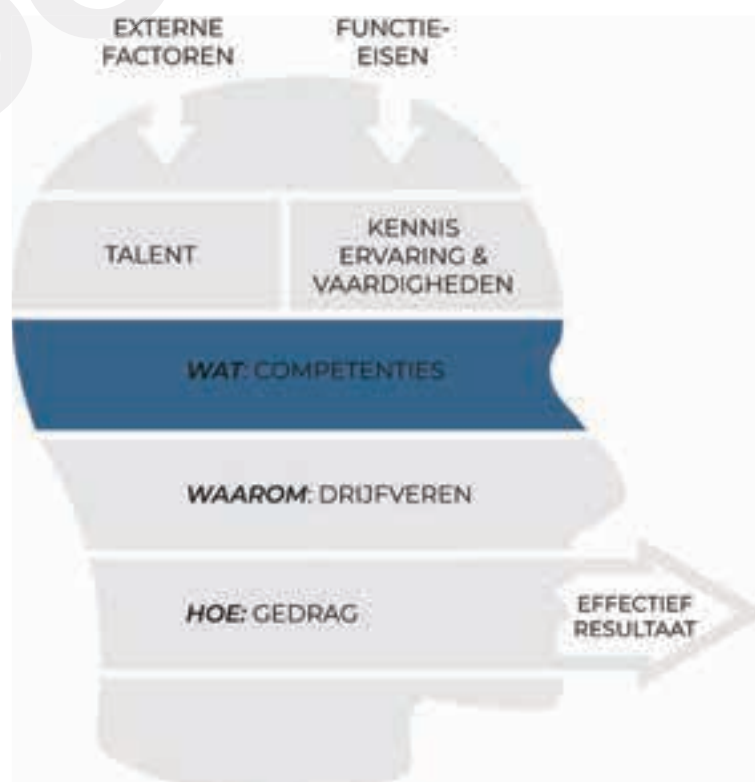 EXTERNE
FACTOREN
FUNCTIE-
EISEN
TALENT
KENNIS
ERVARING &
VAARDIGHEDEN
WAT: COMPETENTIES
WAAROM: DRIJFVEREN
HOE: GEDRAG
EFFECTIEF
RESULTAAT